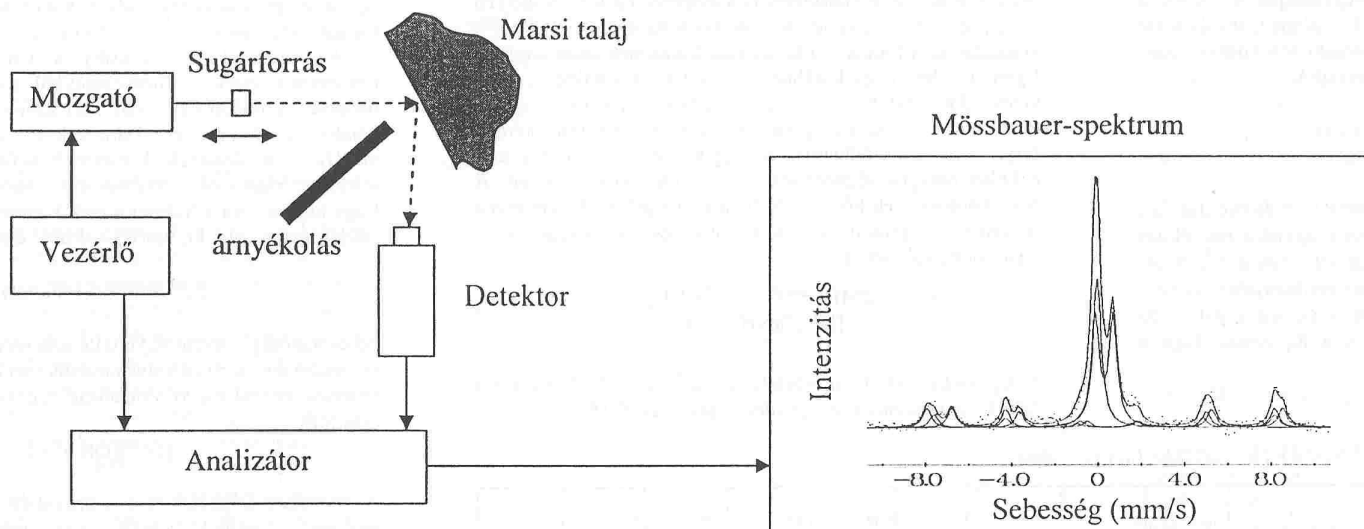 Marsi talaj
Sugárforrás
Mozgató
árnyékolás
Vezérlő
Detektor
Analizátor
Mössbauer-spektrum
Intenzitás
−8.0 −4.0 0 4.0 8.0
Sebesség (mm/s)